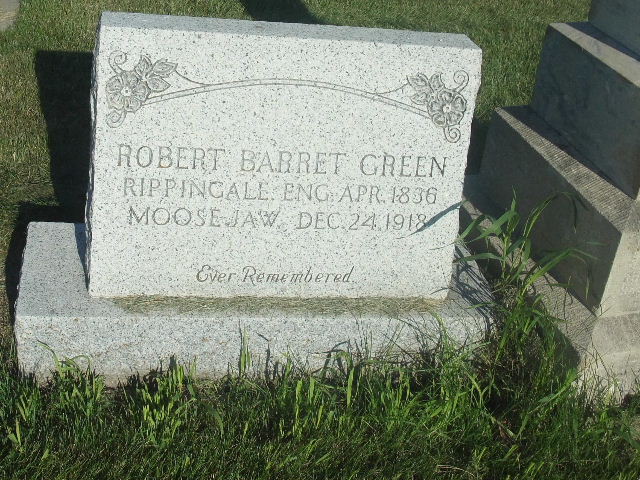 ROBERT BARRET GREEN
RIPPINGALE. ENG. APR. 1836
MOOSE JAW. DEC. 24. 1918
Ever Remembered.